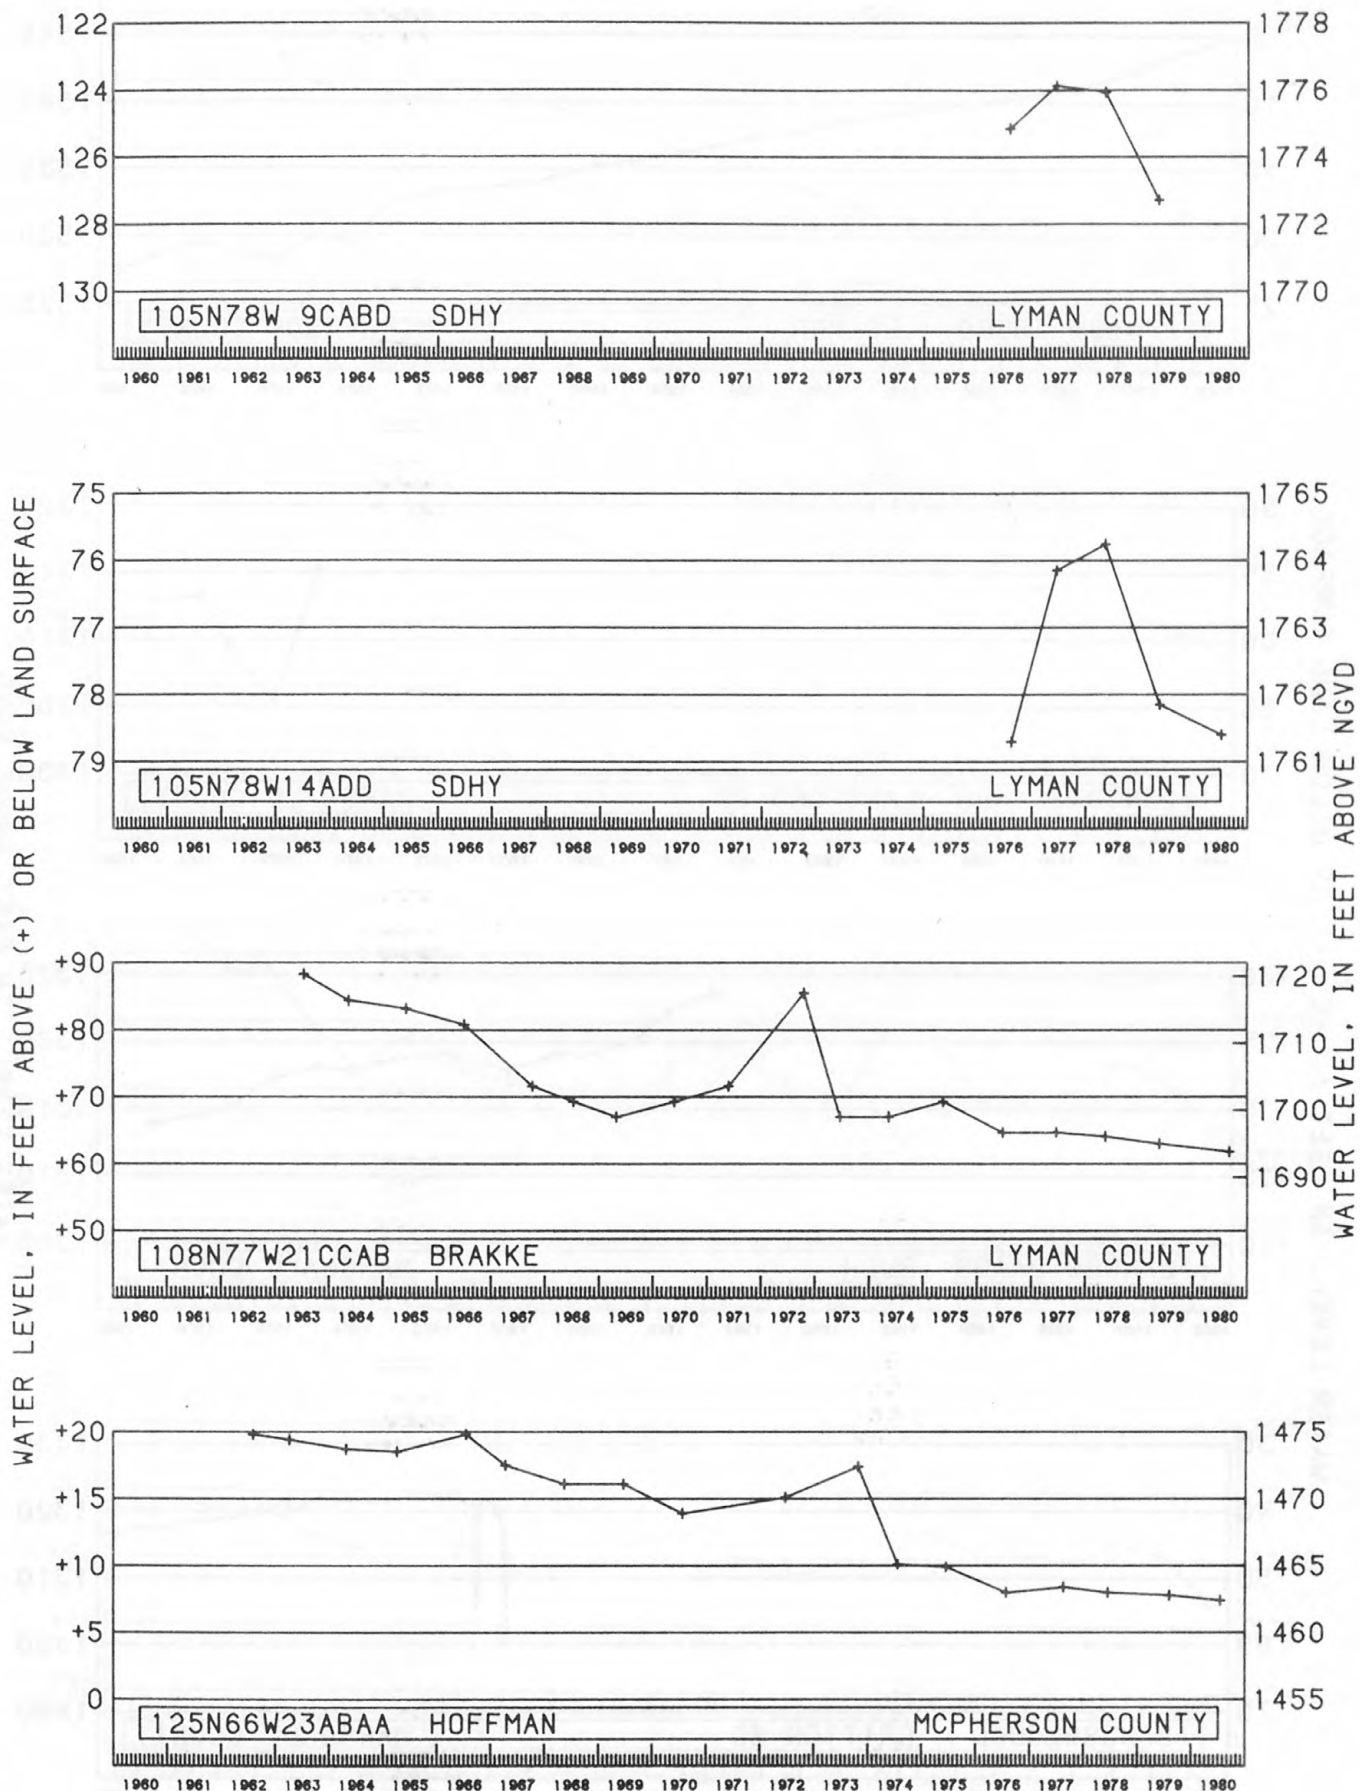 WATER LEVEL, IN FEET ABOVE (+) OR BELOW LAND SURFACE
WATER LEVEL, IN FEET ABOVE NGVD
122 1778
124 1776
126 1774
128 1772
130 1770
105N78W 9CABD SDHY LYMAN COUNTY
1960 1961 1962 1963 1964 1965 1966 1967 1968 1969 1970 1971 1972 1973 1974 1975 1976 1977 1978 1979 1980
75 1765
76 1764
77 1763
78 1762
79 1761
105N78W14ADD SDHY LYMAN COUNTY
1960 1961 1962 1963 1964 1965 1966 1967 1968 1969 1970 1971 1972 1973 1974 1975 1976 1977 1978 1979 1980
+90 1720
+80 1710
+70 1700
+60 1690
+50
108N77W21CCAB BRAKKE LYMAN COUNTY
1960 1961 1962 1963 1964 1965 1966 1967 1968 1969 1970 1971 1972 1973 1974 1975 1976 1977 1978 1979 1980
+20 1475
+15 1470
+10 1465
+5 1460
0 1455
125N66W23ABAA HOFFMAN MCPHERSON COUNTY
1960 1961 1962 1963 1964 1965 1966 1967 1968 1969 1970 1971 1972 1973 1974 1975 1976 1977 1978 1979 1980